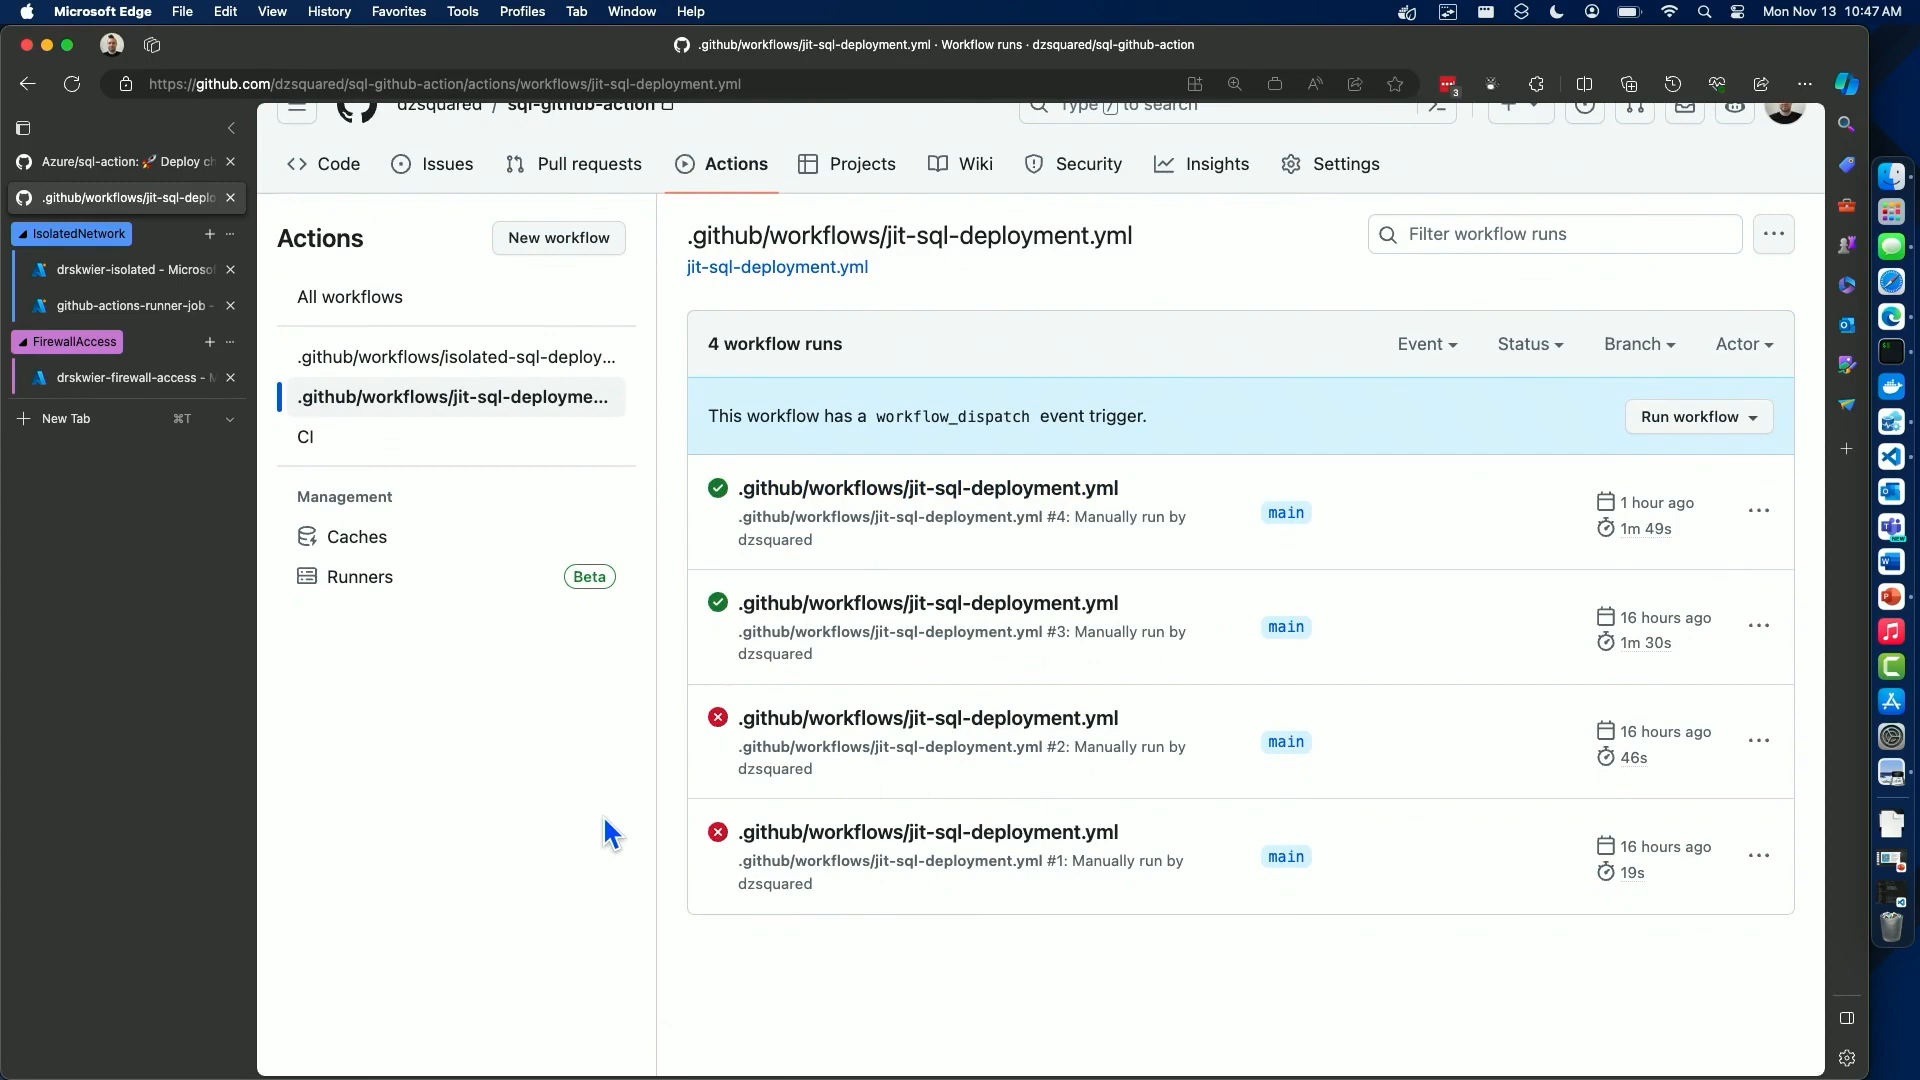 Microsoft Edge File Edit View History Favorites Tools Profiles Tab Window Help Mon Nov 13 10:47 AM
.github/workflows/jit-sql-deployment.yml · Workflow runs · dzsquared/sql-github-action
https://github.com/dzsquared/sql-github-action/actions/workflows/jit-sql-deployment.yml
3
Azure/sql-action: 🚀 Deploy ch
.github/workflows/jit-sql-deplo
IsolatedNetwork
drskwier-isolated - Microsof
github-actions-runner-job -
FirewallAccess
drskwier-firewall-access - M
New Tab ⌘T
dzsquared / sql-github-action
Type / to search
Code Issues Pull requests Actions Projects Wiki Security Insights Settings
Actions
New workflow
All workflows
.github/workflows/isolated-sql-deploy...
.github/workflows/jit-sql-deployme...
CI
Management
Caches
Runners Beta
.github/workflows/jit-sql-deployment.yml
jit-sql-deployment.yml
Filter workflow runs
4 workflow runs Event Status Branch Actor
This workflow has a workflow_dispatch event trigger. Run workflow
.github/workflows/jit-sql-deployment.yml
.github/workflows/jit-sql-deployment.yml #4: Manually run by
dzsquared
main
1 hour ago
1m 49s
.github/workflows/jit-sql-deployment.yml
.github/workflows/jit-sql-deployment.yml #3: Manually run by
dzsquared
main
16 hours ago
1m 30s
.github/workflows/jit-sql-deployment.yml
.github/workflows/jit-sql-deployment.yml #2: Manually run by
dzsquared
main
16 hours ago
46s
.github/workflows/jit-sql-deployment.yml
.github/workflows/jit-sql-deployment.yml #1: Manually run by
dzsquared
main
16 hours ago
19s